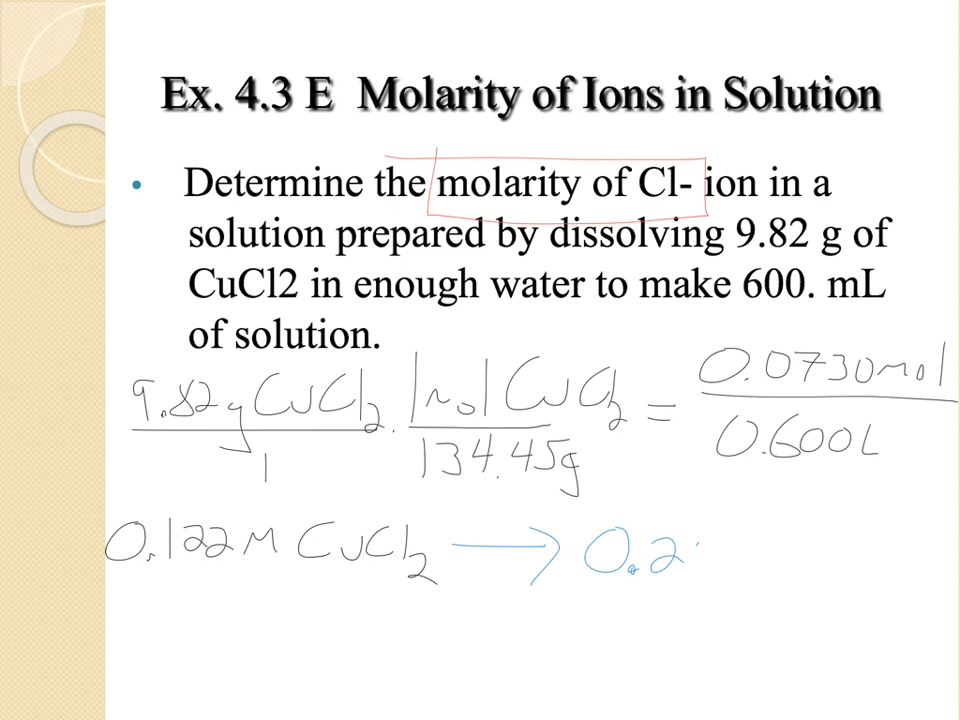 Ex. 4.3 E Molarity of Ions in Solution
• Determine the molarity of Cl- ion in a
solution prepared by dissolving 9.82 g of
CuCl2 in enough water to make 600. mL
of solution.
9.82g CuCl₂ / 1 · 1mol CuCl₂ / 134.45g = 0.0730mol / 0.600L
0.122M CuCl₂ → 0.2